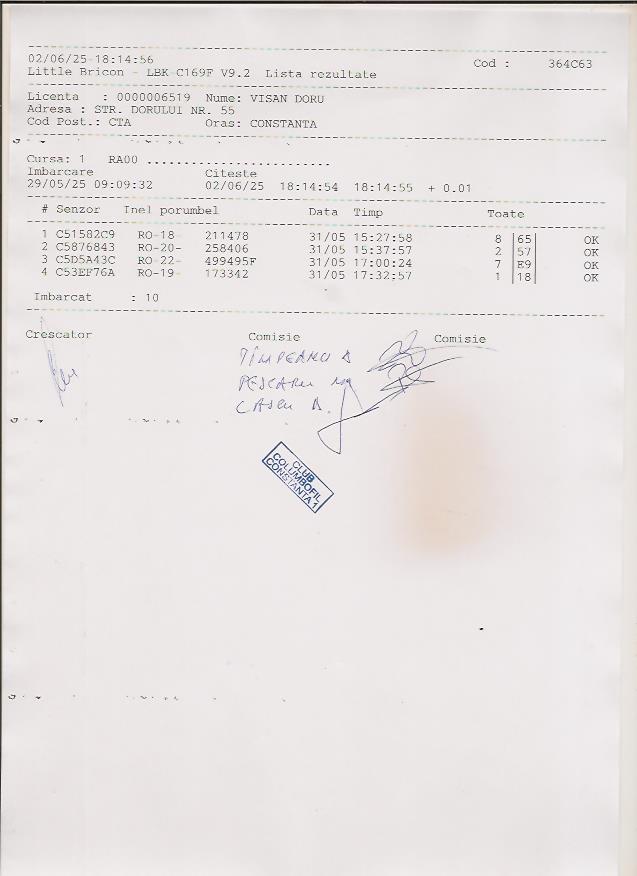 02/06/25-18:14:56 Cod : 364C63
Little Bricon - LBK-C169F V9.2 Lista rezultate
Licenta : 0000006519 Nume: VISAN DORU
Adresa : STR. DORULUI NR. 55
Cod Post.: CTA Oras: CONSTANTA
Cursa: 1 RA00 ........................
Imbarcare Citeste
29/05/25 09:09:32 02/06/25 18:14:54 18:14:55 + 0.01
# Senzor Inel porumbel Data Timp Toate
1 C51582C9 RO-18- 211478 31/05 15:27:58 8 |65| OK
2 C5876843 RO-20- 258406 31/05 15:37:57 2 |57| OK
3 C5D5A43C RO-22- 499495F 31/05 17:00:24 7 |E9| OK
4 C53EF76A RO-19- 173342 31/05 17:32:57 1 |18| OK
Imbarcat : 10
Crescator Comisie Comisie
CLUB
COLUMBOFIL
CONSTANTA 1